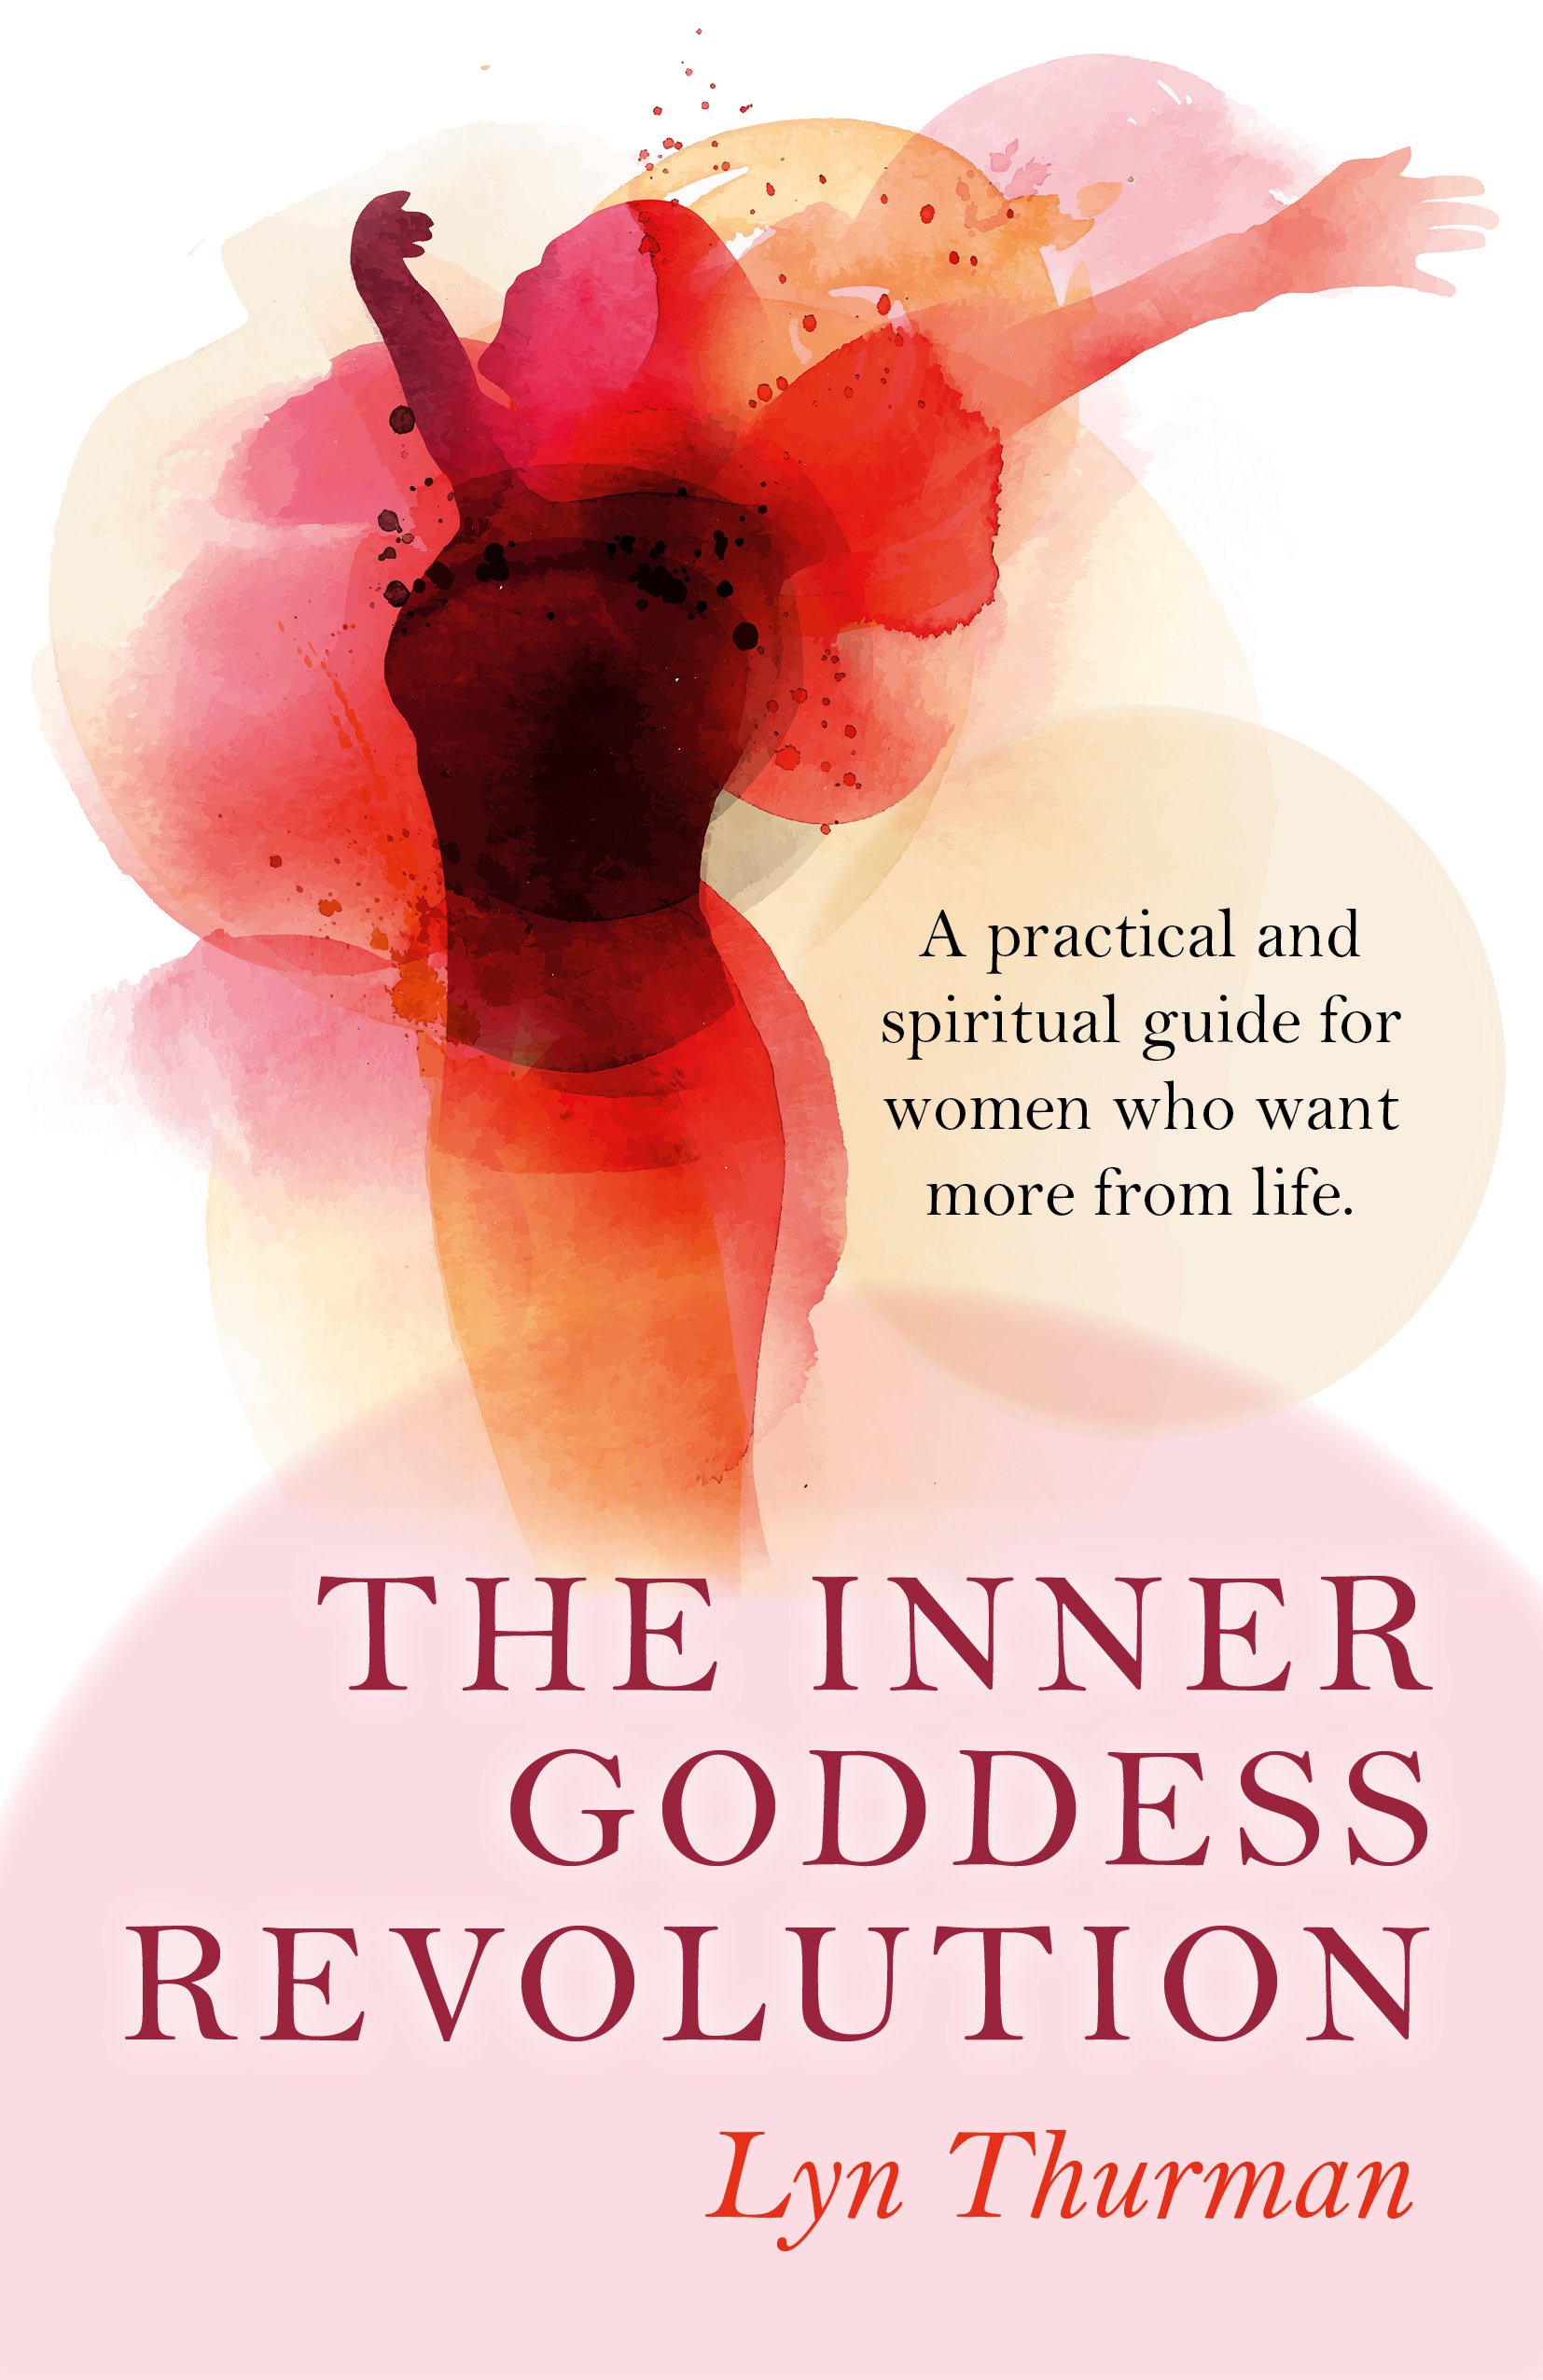 A practical and
spiritual guide for
women who want
more from life.
THE INNER
GODDESS
REVOLUTION
Lyn Thurman